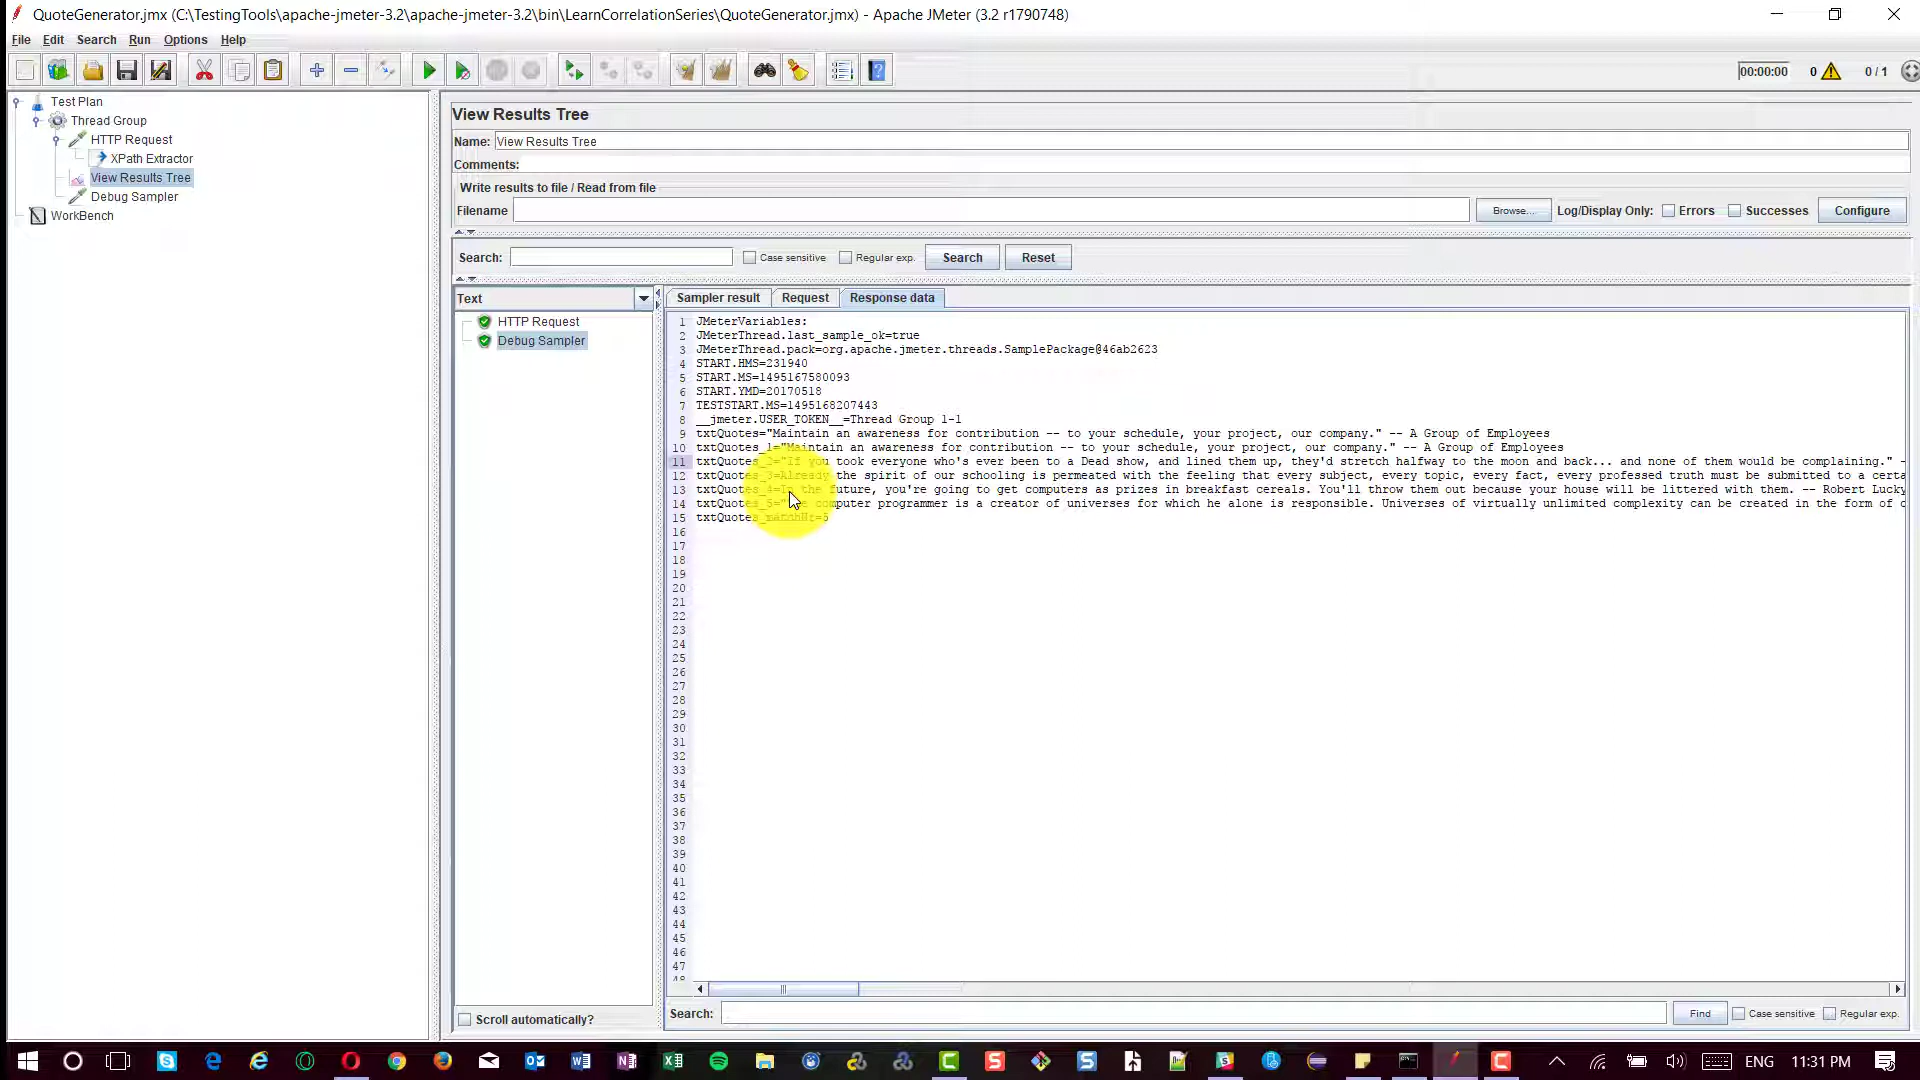 QuoteGenerator.jmx (C:\TestingTools\apache-jmeter-3.2\apache-jmeter-3.2\bin\LearnCorrelationSeries\QuoteGenerator.jmx) - Apache JMeter (3.2 r1790748)
File Edit Search Run Options Help
00:00:00 0 0 / 1
Test Plan
Thread Group
HTTP Request
XPath Extractor
View Results Tree
Debug Sampler
WorkBench
View Results Tree
Name: View Results Tree
Comments:
Write results to file / Read from file
Filename Browse... Log/Display Only: Errors Successes Configure
Search: Case sensitive Regular exp. Search Reset
Text
HTTP Request
Debug Sampler
Scroll automatically?
Sampler result Request Response data
1 JMeterVariables:
2 JMeterThread.last_sample_ok=true
3 JMeterThread.pack=org.apache.jmeter.threads.SamplePackage@46ab2623
4 START.HMS=231940
5 START.MS=1495167580093
6 START.YMD=20170518
7 TESTSTART.MS=1495168207443
8 __jmeter.USER_TOKEN__=Thread Group 1-1
9 txtQuotes="Maintain an awareness for contribution -- to your schedule, your project, our company." -- A Group of Employees
10 txtQuotes_1="Maintain an awareness for contribution -- to your schedule, your project, our company." -- A Group of Employees
11 txtQuotes_2="If you took everyone who's ever been to a Dead show, and lined them up, they'd stretch halfway to the moon and back... and none of them would be complaining." -
12 txtQuotes_3=Already the spirit of our schooling is permeated with the feeling that every subject, every topic, every fact, every professed truth must be submitted to a certa
13 txtQuotes_4=In the future, you're going to get computers as prizes in breakfast cereals. You'll throw them out because your house will be littered with them. -- Robert Lucky
14 txtQuotes_5="The computer programmer is a creator of universes for which he alone is responsible. Universes of virtually unlimited complexity can be created in the form of c
15 txtQuotes_matchNr=5
16
17
18
19
20
21
22
23
24
25
26
27
28
29
30
31
32
33
34
35
36
37
38
39
40
41
42
43
44
45
46
47
48
Search: Find Case sensitive Regular exp.
ENG 11:31 PM